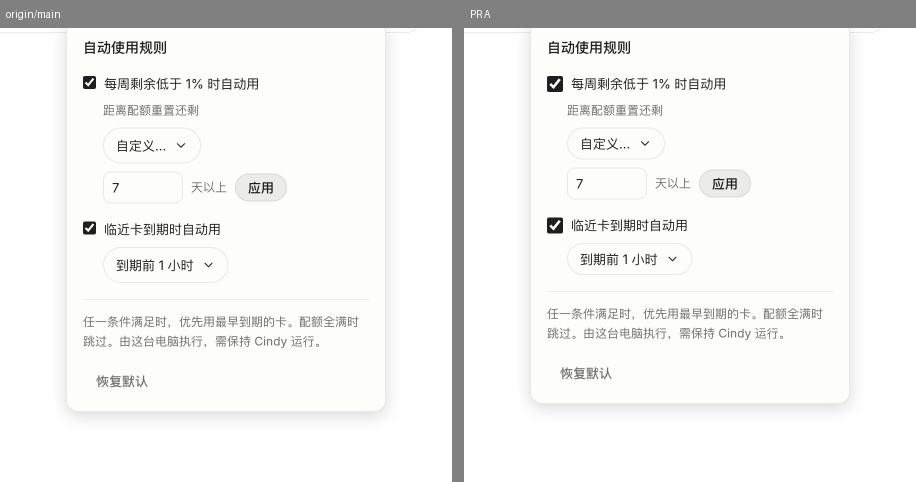 origin/main
自动使用规则
每周剩余低于 1% 时自动用
距离配额重置还剩
自定义...
7 天以上 应用
临近卡到期时自动用
到期前 1 小时
任一条件满足时，优先用最早到期的卡。配额全满时
跳过。由这台电脑执行，需保持 Cindy 运行。
恢复默认
PR A
自动使用规则
每周剩余低于 1% 时自动用
距离配额重置还剩
自定义...
7 天以上 应用
临近卡到期时自动用
到期前 1 小时
任一条件满足时，优先用最早到期的卡。配额全满时
跳过。由这台电脑执行，需保持 Cindy 运行。
恢复默认